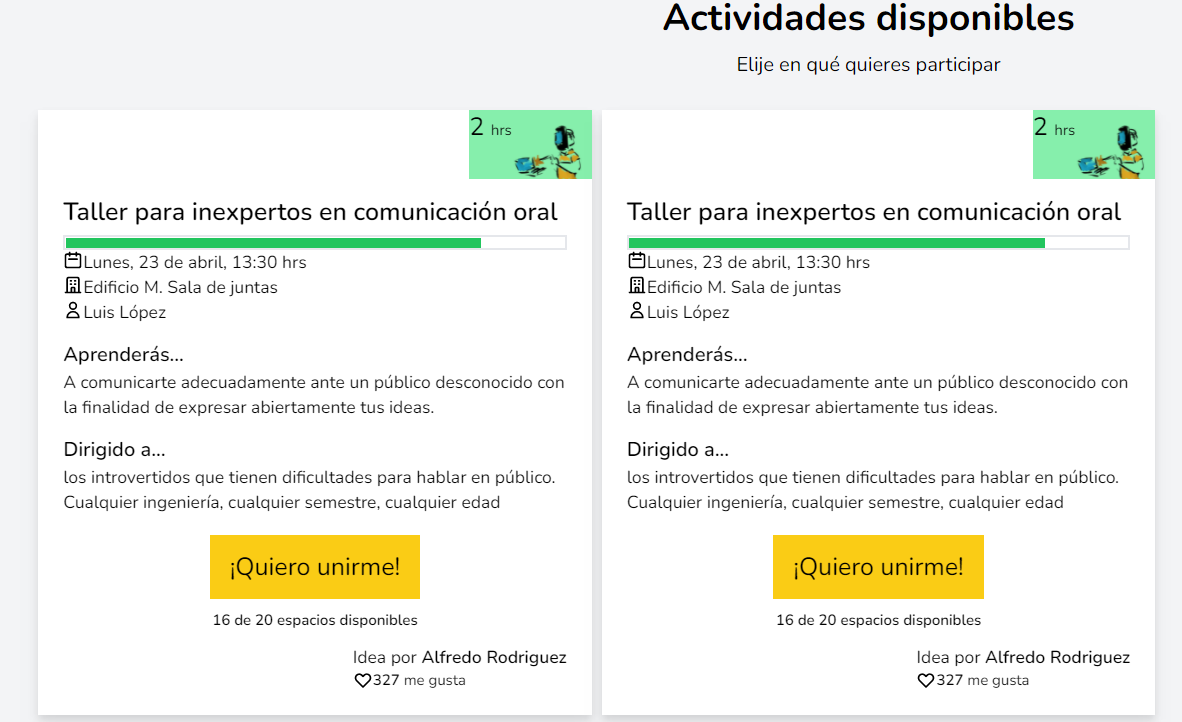 Actividades disponibles
Elije en qué quieres participar
2 hrs
Taller para inexpertos en comunicación oral
Lunes, 23 de abril, 13:30 hrs
Edificio M. Sala de juntas
Luis López
Aprenderás...
A comunicarte adecuadamente ante un público desconocido con
la finalidad de expresar abiertamente tus ideas.
Dirigido a...
los introvertidos que tienen dificultades para hablar en público.
Cualquier ingeniería, cualquier semestre, cualquier edad
¡Quiero unirme!
16 de 20 espacios disponibles
Idea por Alfredo Rodriguez
327 me gusta
2 hrs
Taller para inexpertos en comunicación oral
Lunes, 23 de abril, 13:30 hrs
Edificio M. Sala de juntas
Luis López
Aprenderás...
A comunicarte adecuadamente ante un público desconocido con
la finalidad de expresar abiertamente tus ideas.
Dirigido a...
los introvertidos que tienen dificultades para hablar en público.
Cualquier ingeniería, cualquier semestre, cualquier edad
¡Quiero unirme!
16 de 20 espacios disponibles
Idea por Alfredo Rodriguez
327 me gusta